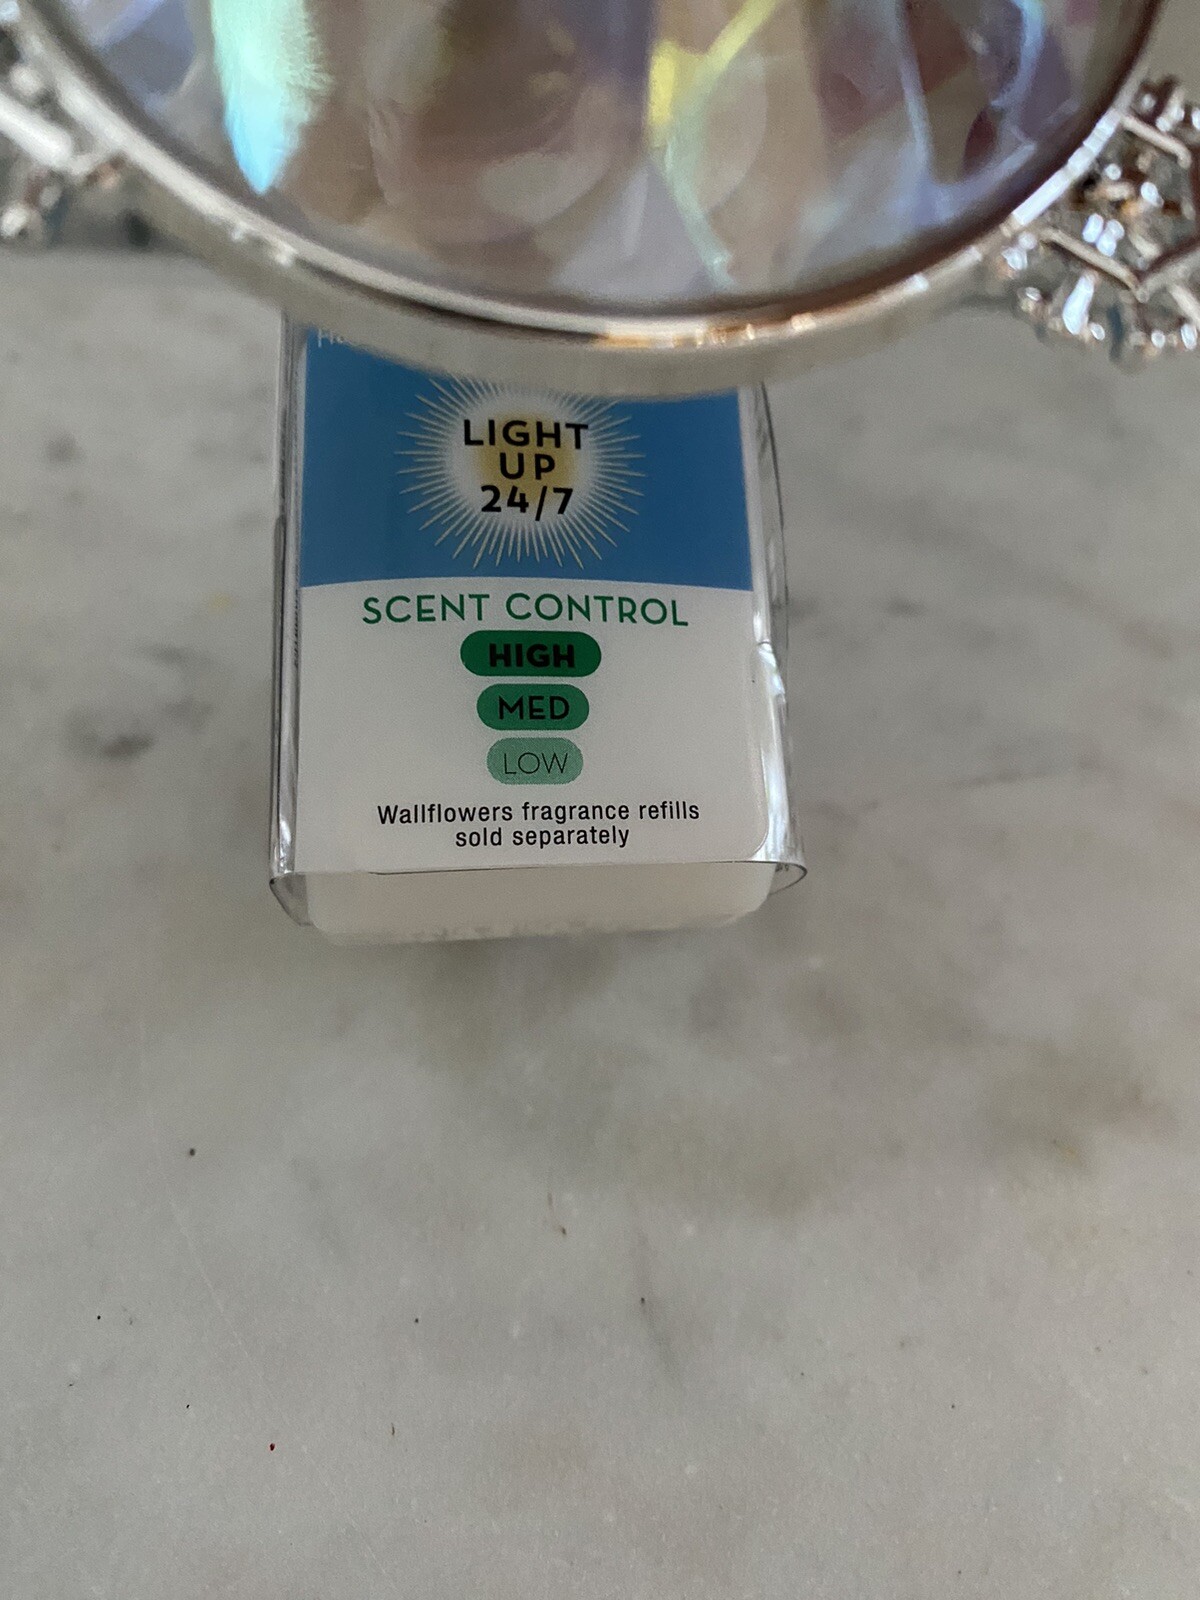 LIGHT
UP
24/7
SCENT CONTROL
HIGH
MED
LOW
Wallflowers fragrance refills
sold separately